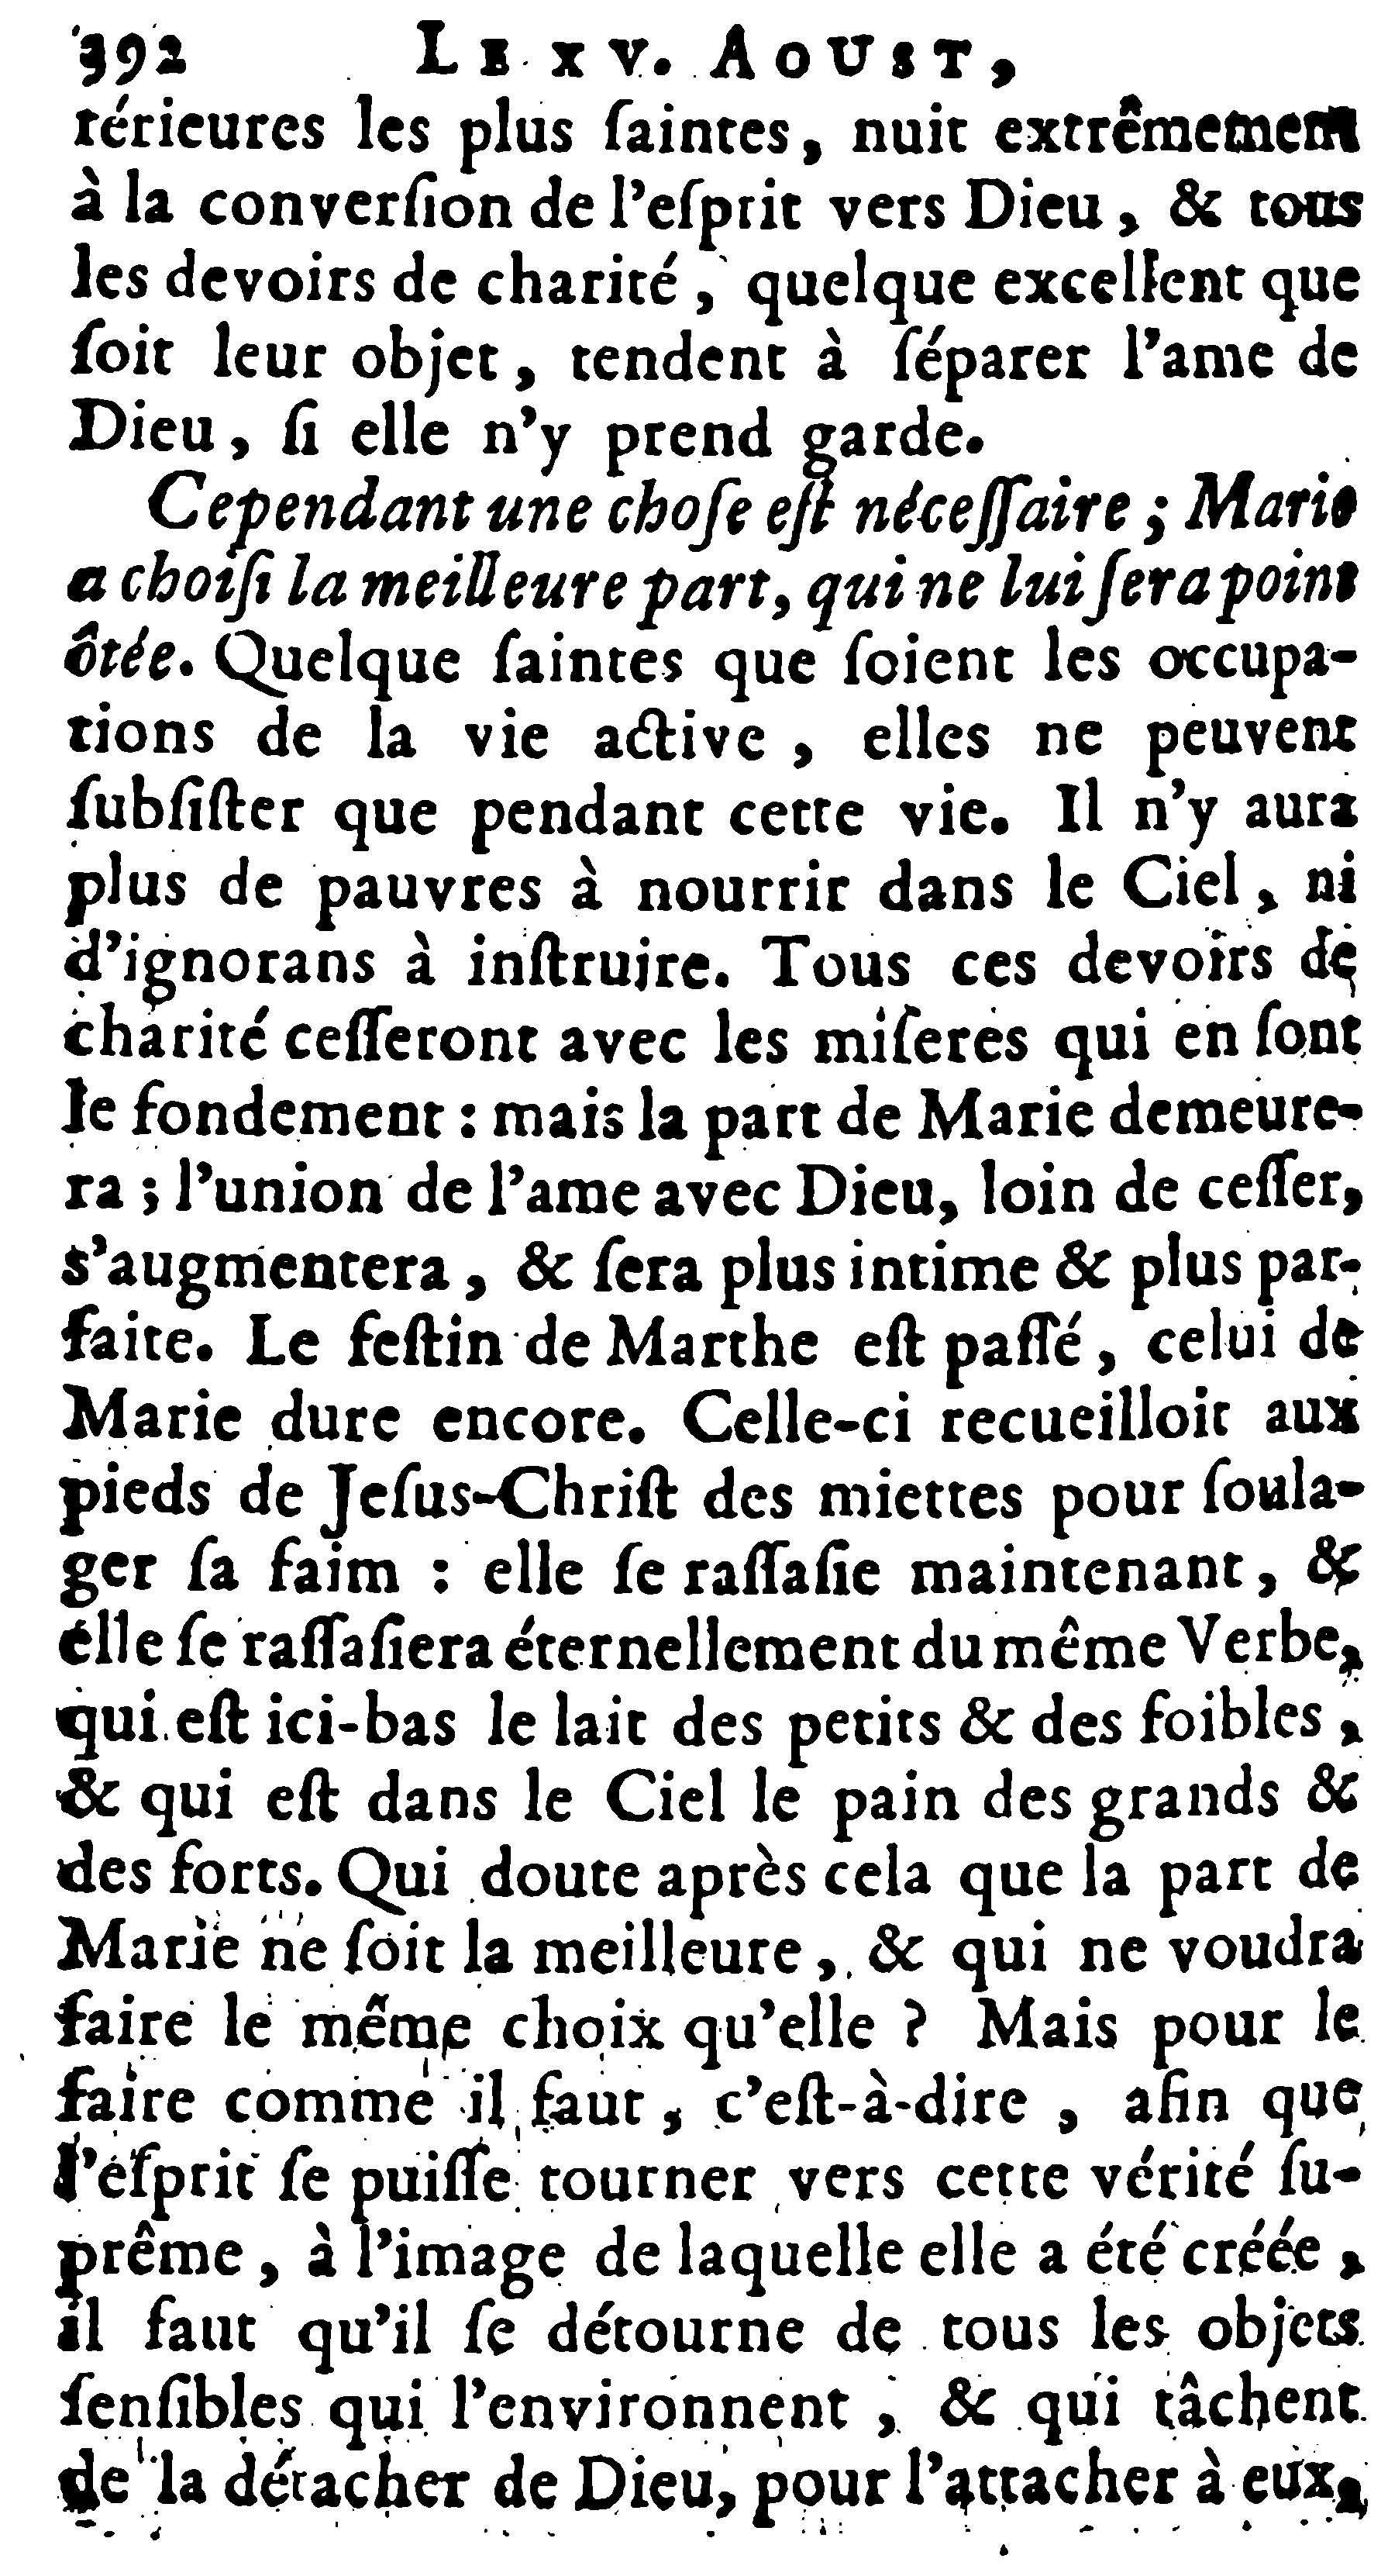 392 LE XV. AOUST,
térieures les plus ſaintes, nuit extrêmement
à la converſion de l'eſprit vers Dieu, & tous
les devoirs de charité, quelque excellent que
ſoit leur objet, tendent à ſéparer l'ame de
Dieu, ſi elle n'y prend garde.
Cependant une choſe eſt néceſſaire ; Marie
a choiſi la meilleure part, qui ne lui ſera point
ôtée. Quelque ſaintes que ſoient les occupa-
tions de la vie active, elles ne peuvent
ſubſiſter que pendant cette vie. Il n'y aura
plus de pauvres à nourrir dans le Ciel, ni
d'ignorans à inſtruire. Tous ces devoirs de
charité ceſſeront avec les miſeres qui en ſont
le fondement : mais la part de Marie demeure-
ra ; l'union de l'ame avec Dieu, loin de ceſſer,
s'augmentera, & ſera plus intime & plus par-
faite. Le feſtin de Marthe eſt paſſé, celui de
Marie dure encore. Celle-ci recueilloit aux
pieds de Jeſus-Chriſt des miettes pour ſoula-
ger ſa faim : elle ſe raſſaſie maintenant, &
elle ſe raſſaſiera éternellement du même Verbe,
qui eſt ici-bas le lait des petits & des foibles,
& qui eſt dans le Ciel le pain des grands &
des forts. Qui doute après cela que la part de
Marie ne ſoit la meilleure, & qui ne voudra
faire le même choix qu'elle ? Mais pour le
faire comme il faut, c'eſt-à-dire, afin que
l'eſprit ſe puiſſe tourner vers cette vérité ſu-
prême, à l'image de laquelle elle a été créée,
il faut qu'il ſe détourne de tous les objets
ſenſibles qui l'environnent, & qui tâchent
de la détacher de Dieu, pour l'attacher à eux,